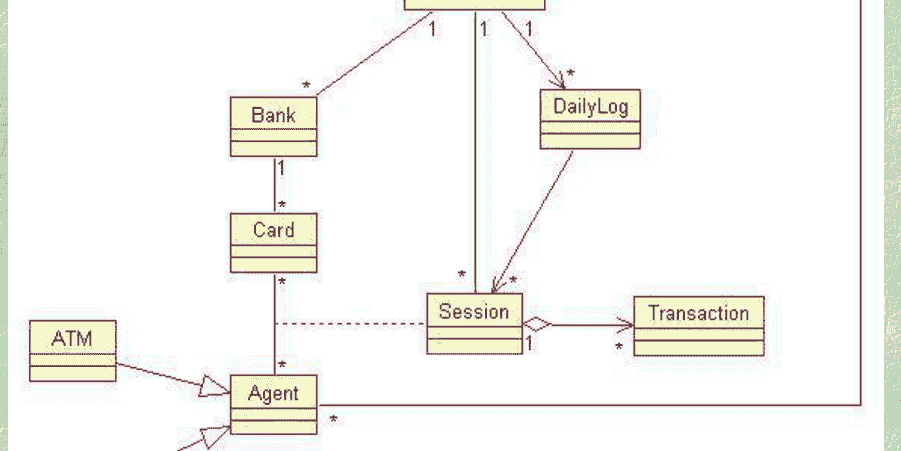 1
1
1
*
*
Bank
DailyLog
1
*
Card
*
*
*
Session
Transaction
1
*
ATM
*
Agent
*